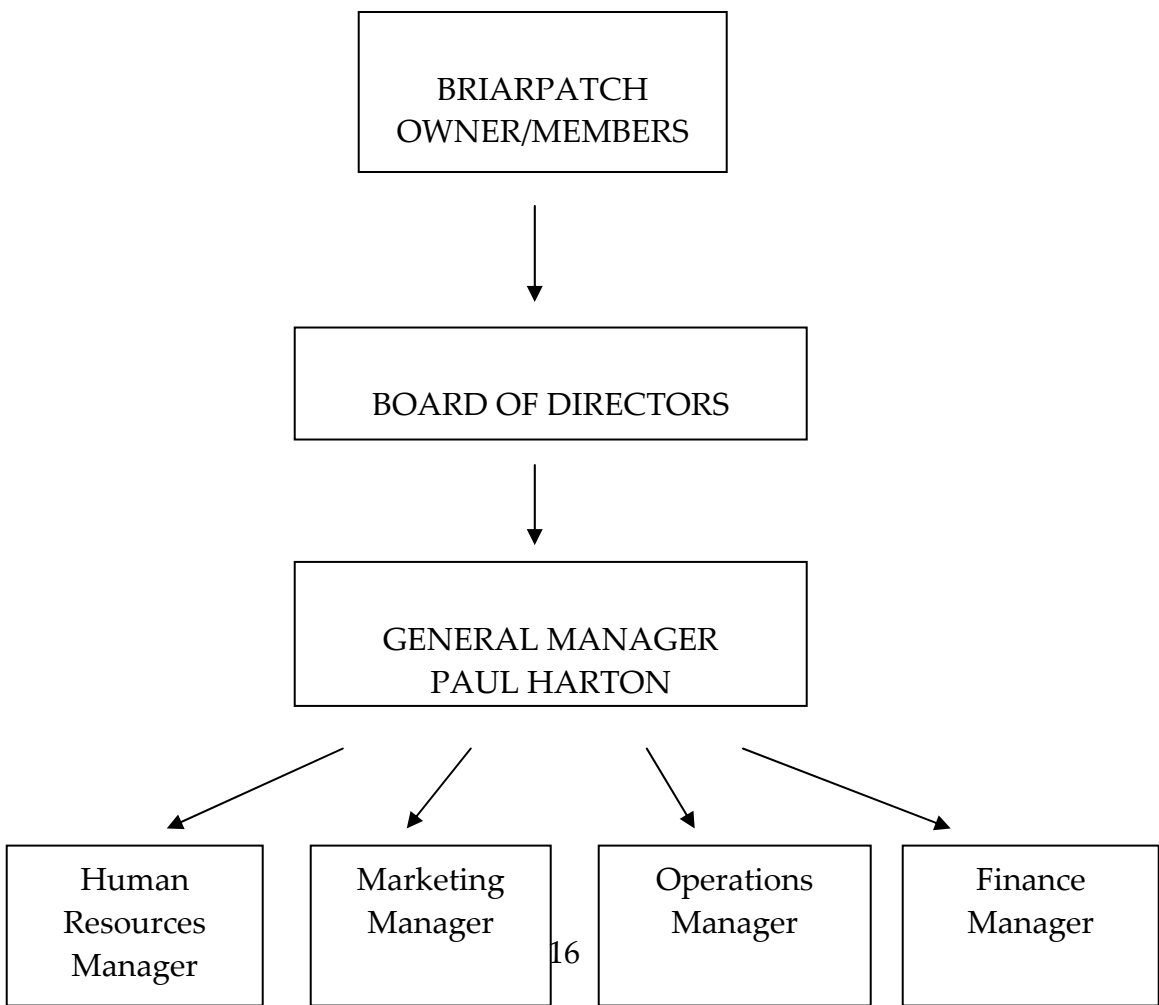 BRIARPATCH
OWNER/MEMBERS
BOARD OF DIRECTORS
GENERAL MANAGER
PAUL HARTON
Human
Resources
Manager
Marketing
Manager
Operations
Manager
Finance
Manager
16